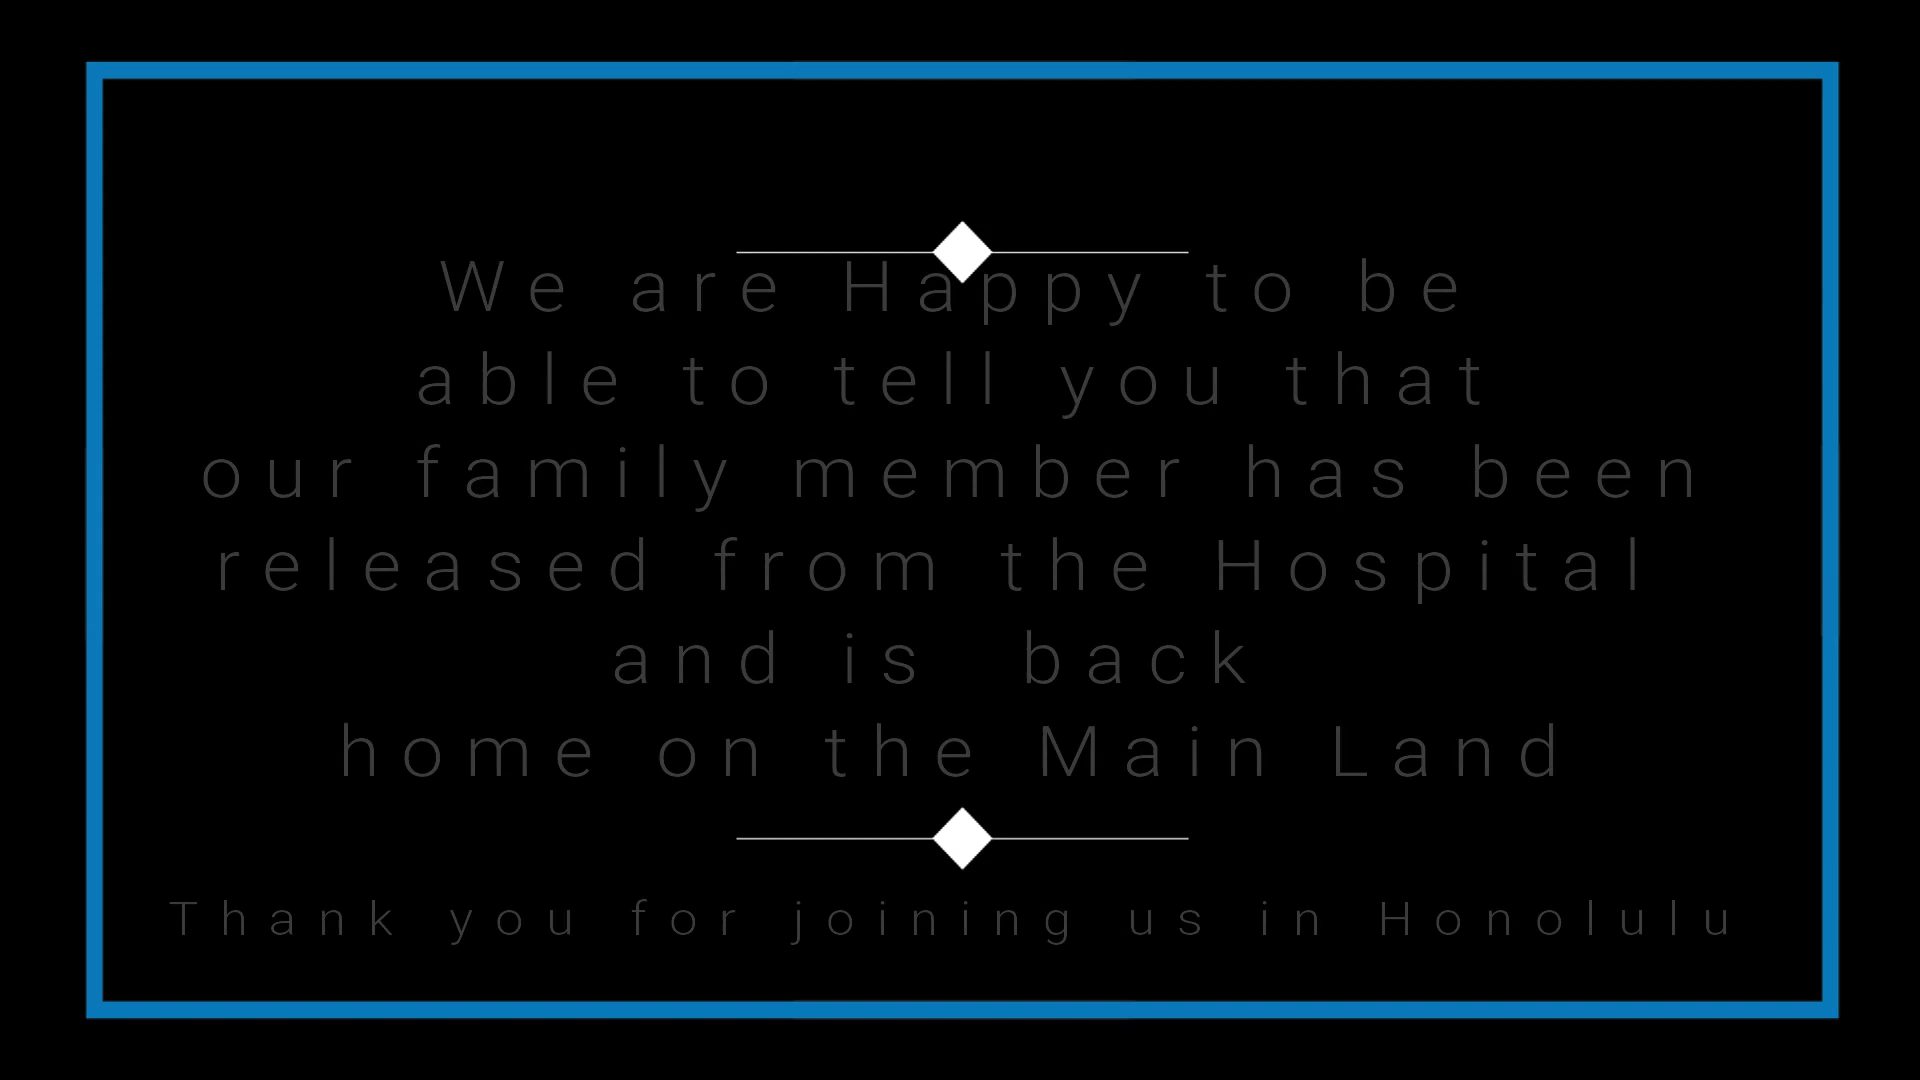 We are Happy to be
able to tell you that
our family member has been
released from the Hospital
and is back
home on the Main Land
Thank you for joining us in Honolulu